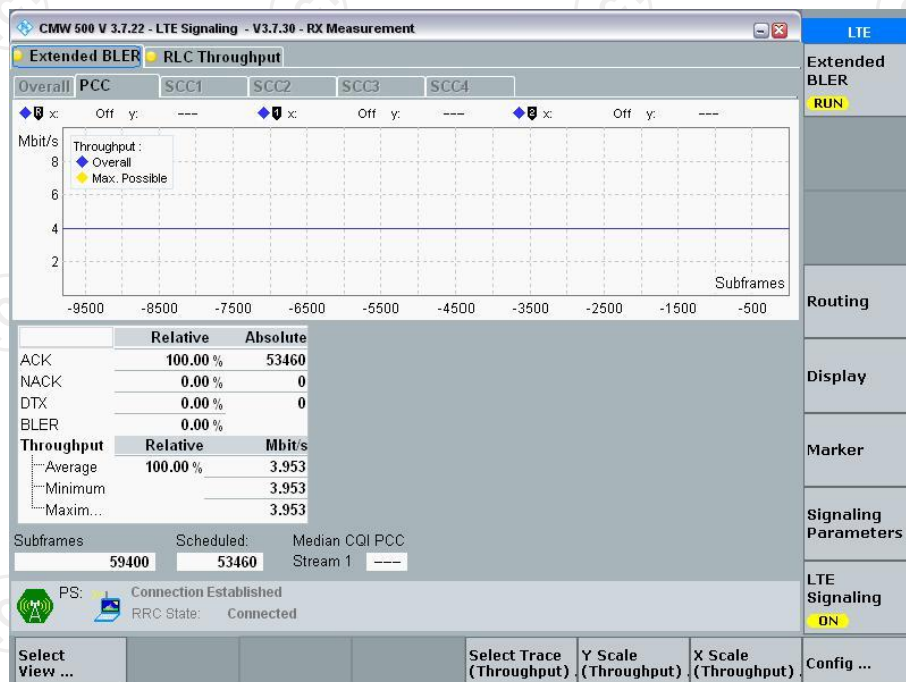 CMW 500 V 3.7.22 - LTE Signaling - V3.7.30 - RX Measurement
LTE
Extended BLER RLC Throughput
Extended
BLER
RUN
Overall PCC SCC1 SCC2 SCC3 SCC4
R x: Off y: --- 1 x: Off y: --- 2 x: Off y: ---
Mbit/s
Throughput :
Overall
Max. Possible
8
6
4
2
Subframes
-9500 -8500 -7500 -6500 -5500 -4500 -3500 -2500 -1500 -500
Routing
Relative Absolute
ACK 100.00 % 53460
NACK 0.00 % 0
DTX 0.00 % 0
BLER 0.00 %
Throughput Relative Mbit/s
Average 100.00 % 3.953
Minimum 3.953
Maxim... 3.953
Display
Marker
Signaling
Parameters
Subframes Scheduled: Median CQI PCC
59400 53460 Stream 1 ---
PS: Connection Established
RRC State: Connected
LTE
Signaling
ON
Select
View ...
Select Trace
(Throughput)
Y Scale
(Throughput)
X Scale
(Throughput)
Config ...